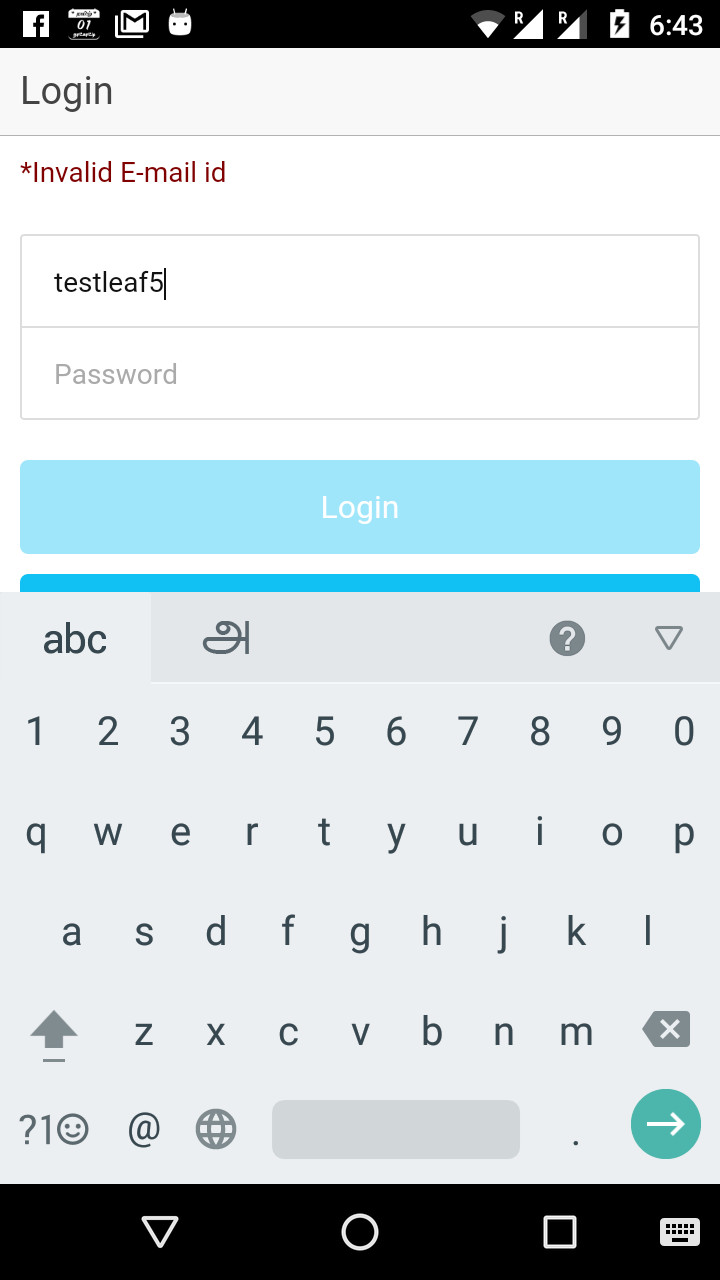 6:43
Login
*Invalid E-mail id
testleaf5
Password
Login
abc அ
1 2 3 4 5 6 7 8 9 0
q w e r t y u i o p
a s d f g h j k l
z x c v b n m
?1 @ .